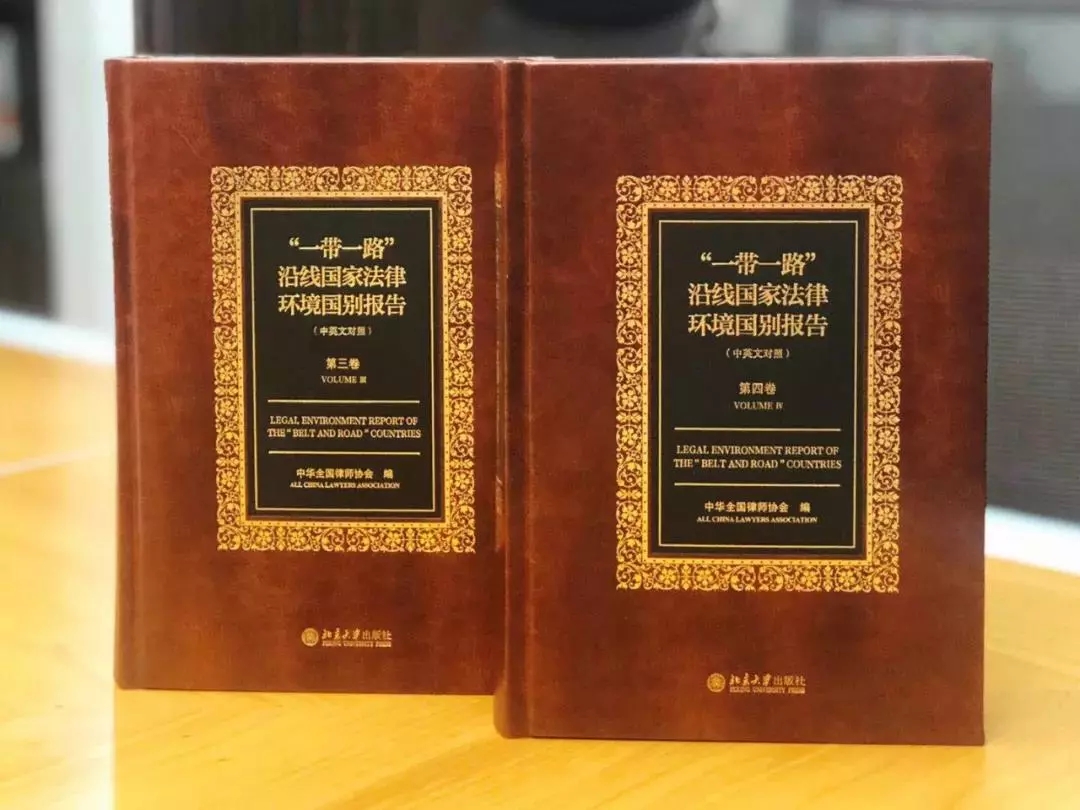 “一带一路”
沿线国家法律
环境国别报告
（中英文对照）
第三卷
VOLUME Ⅲ
LEGAL ENVIRONMENT REPORT OF
THE “BELT AND ROAD” COUNTRIES
中华全国律师协会 编
ALL CHINA LAWYERS ASSOCIATION
北京大学出版社
PEKING UNIVERSITY PRESS
“一带一路”
沿线国家法律
环境国别报告
（中英文对照）
第四卷
VOLUME Ⅳ
LEGAL ENVIRONMENT REPORT OF
THE “BELT AND ROAD” COUNTRIES
中华全国律师协会 编
ALL CHINA LAWYERS ASSOCIATION
北京大学出版社
PEKING UNIVERSITY PRESS